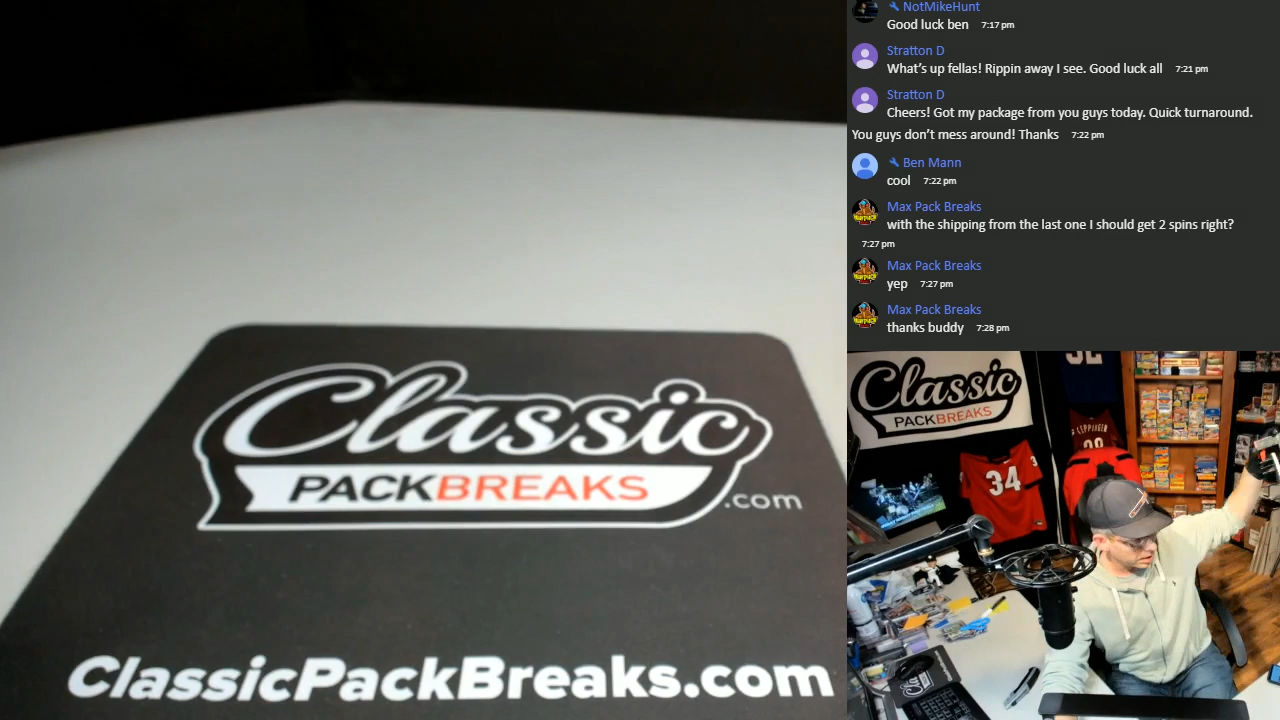 NotMikeHunt
Good luck ben 7:17 pm
Stratton D
What's up fellas! Rippin away I see. Good luck all 7:21 pm
Stratton D
Cheers! Got my package from you guys today. Quick turnaround.
You guys don't mess around! Thanks 7:22 pm
Ben Mann
cool 7:22 pm
Max Pack Breaks
with the shipping from the last one I should get 2 spins right?
7:27 pm
Max Pack Breaks
yep 7:27 pm
Max Pack Breaks
thanks buddy 7:28 pm
Classic
PACKBREAKS
.com
ClassicPackBreaks.com
Classic
PACKBREAKS
34
Classic